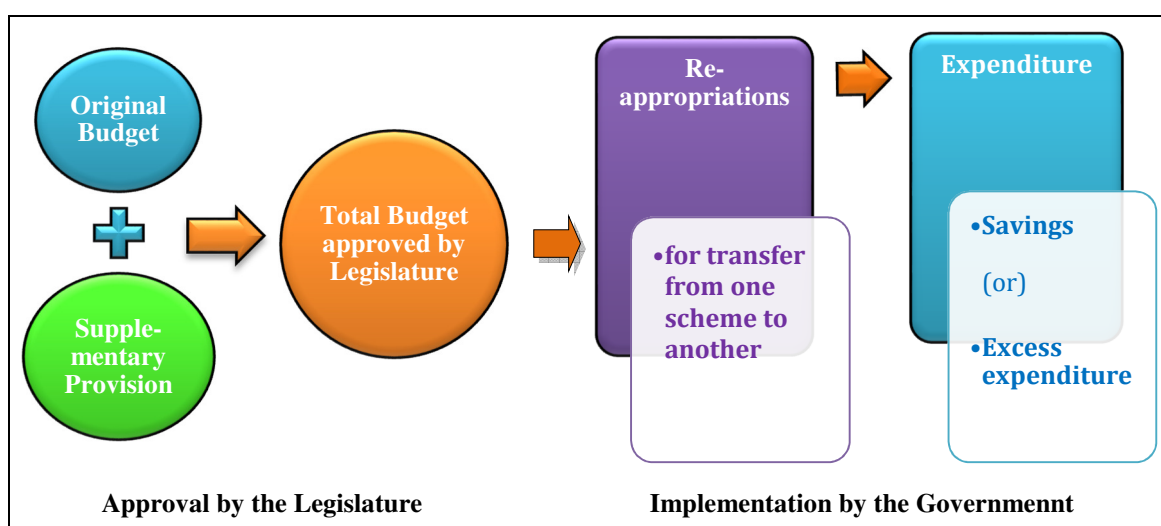 Original
Budget
Supple-
mentary
Provision
Total Budget
approved by
Legislature
Re-
appropriations
•for transfer
from one
scheme to
another
Expenditure
•Savings
(or)
•Excess
expenditure
Approval by the Legislature
Implementation by the Governmennt